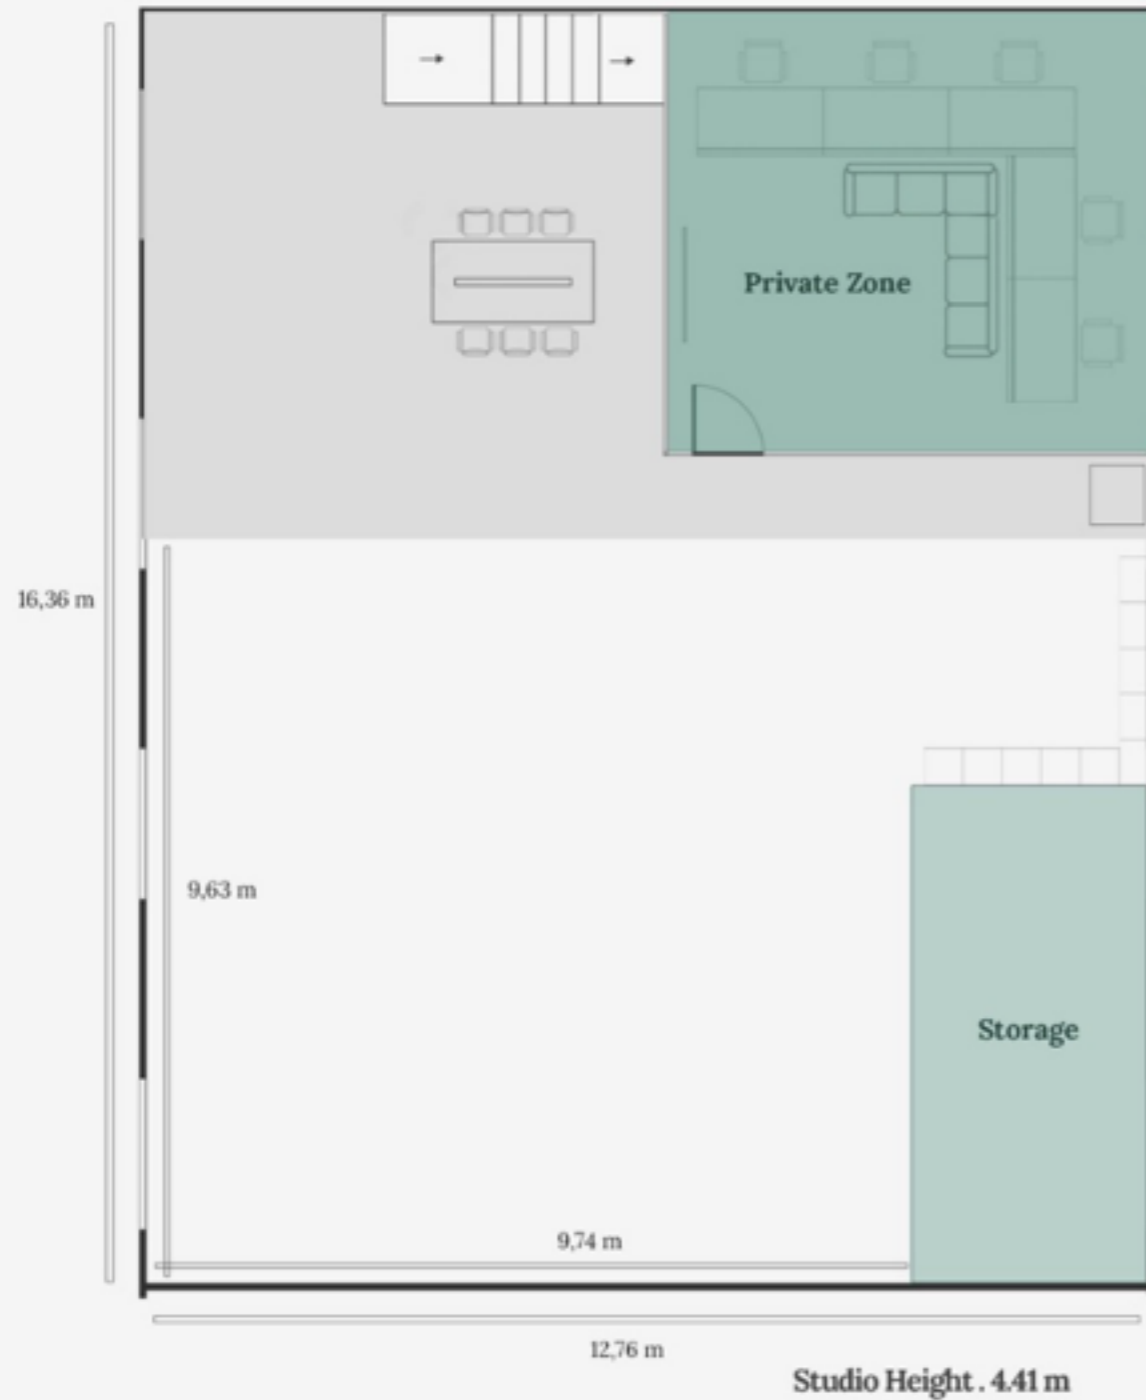 Private Zone
16,36 m
9,63 m
Storage
9,74 m
12,76 m
Studio Height . 4.41 m